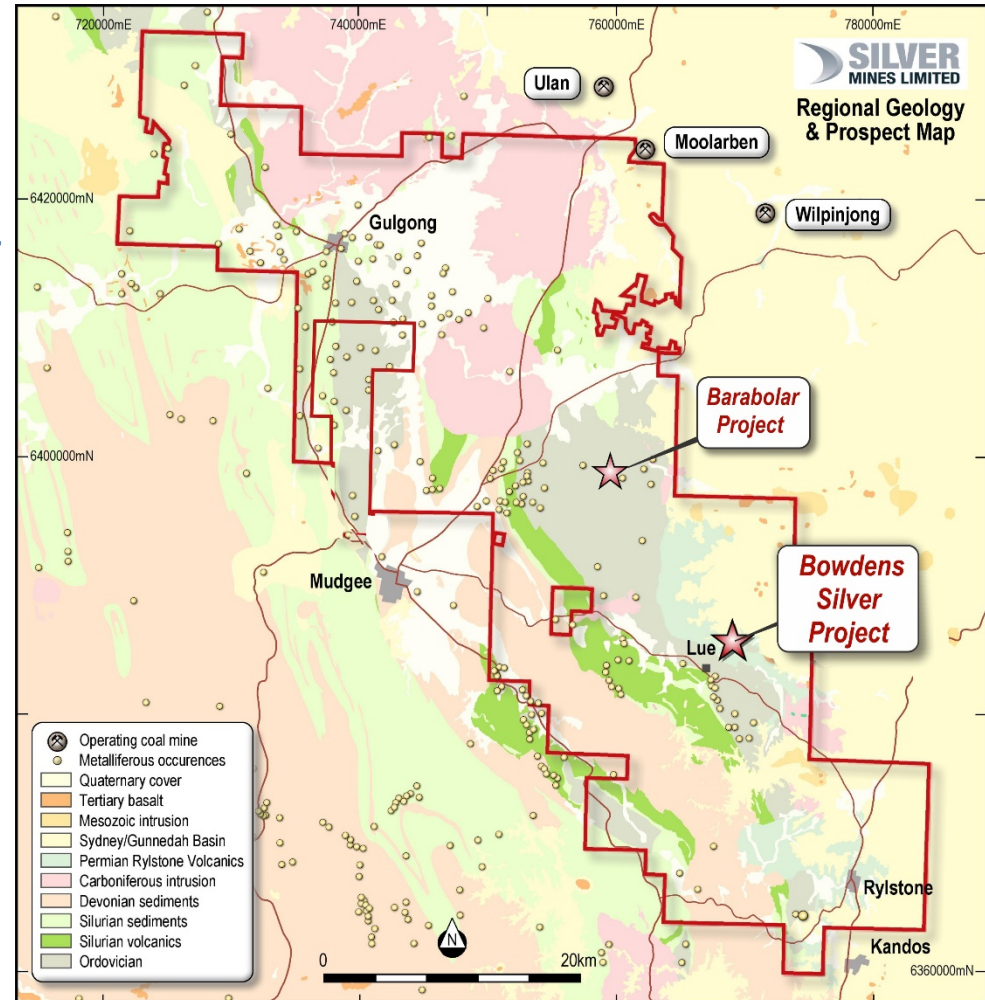 720000mE
740000mE
760000mE
780000mE
SILVER
MINES LIMITED
Regional Geology
& Prospect Map
Ulan
Moolarben
6420000mN
Wilpinjong
Gulgong
Barabolar
Project
6400000mN
Mudgee
Bowdens
Silver
Project
Lue
Operating coal mine
Metalliferous occurences
Quaternary cover
Tertiary basalt
Mesozoic intrusion
Sydney/Gunnedah Basin
Permian Rylstone Volcanics
Carboniferous intrusion
Devonian sediments
Silurian sediments
Silurian volcanics
Ordovician
Rylstone
Kandos
N
0
20km
6360000mN